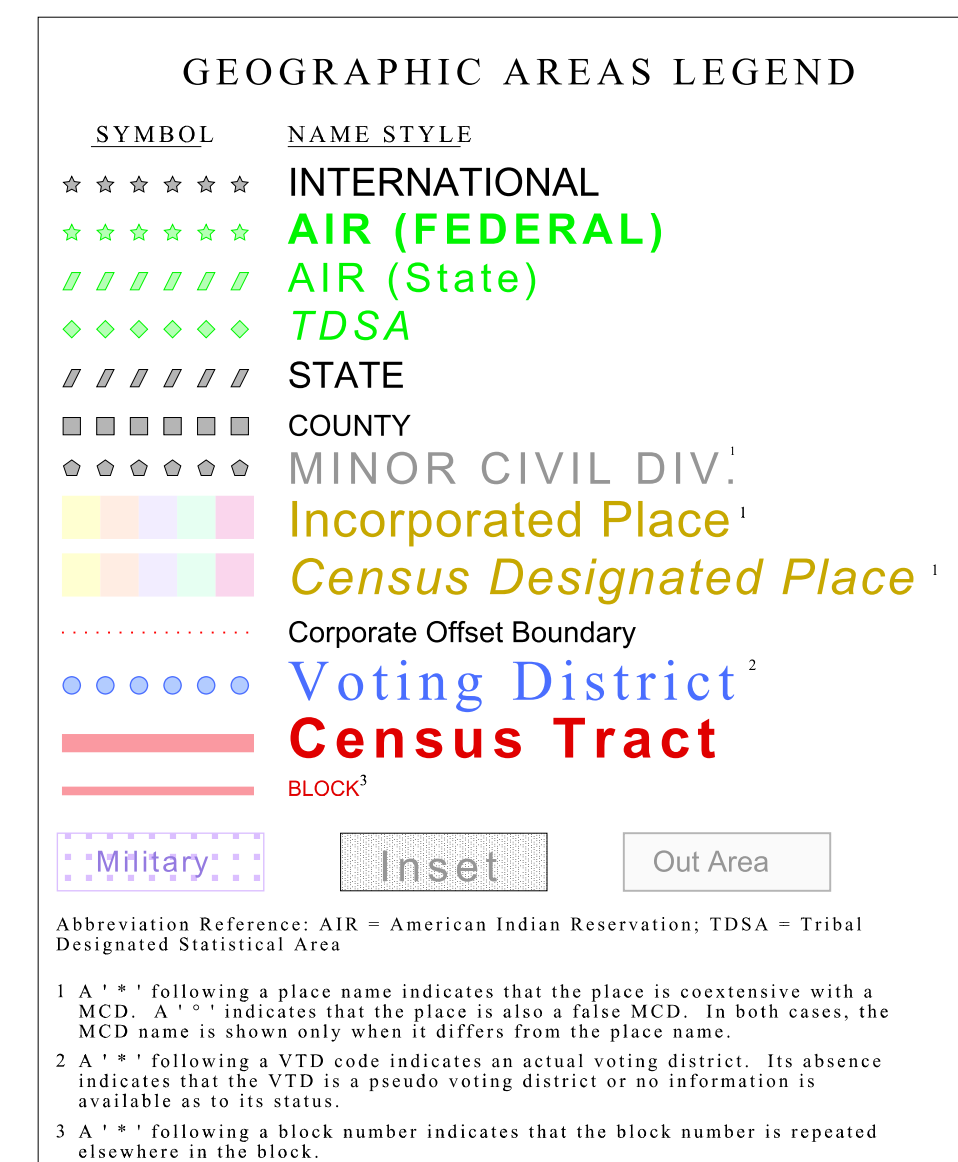 GEOGRAPHIC AREAS LEGEND
SYMBOL NAME STYLE
INTERNATIONAL
AIR (FEDERAL)
AIR (State)
TDSA
STATE
COUNTY
MINOR CIVIL DIV. 1
Incorporated Place 1
Census Designated Place 1
Corporate Offset Boundary
Voting District 2
Census Tract
BLOCK3
Military Inset Out Area
Abbreviation Reference: AIR = American Indian Reservation; TDSA = Tribal
Designated Statistical Area
1 A ' * ' following a place name indicates that the place is coextensive with a
MCD. A ' ° ' indicates that the place is also a false MCD. In both cases, the
MCD name is shown only when it differs from the place name.
2 A ' * ' following a VTD code indicates an actual voting district. Its absence
indicates that the VTD is a pseudo voting district or no information is
available as to its status.
3 A ' * ' following a block number indicates that the block number is repeated
elsewhere in the block.